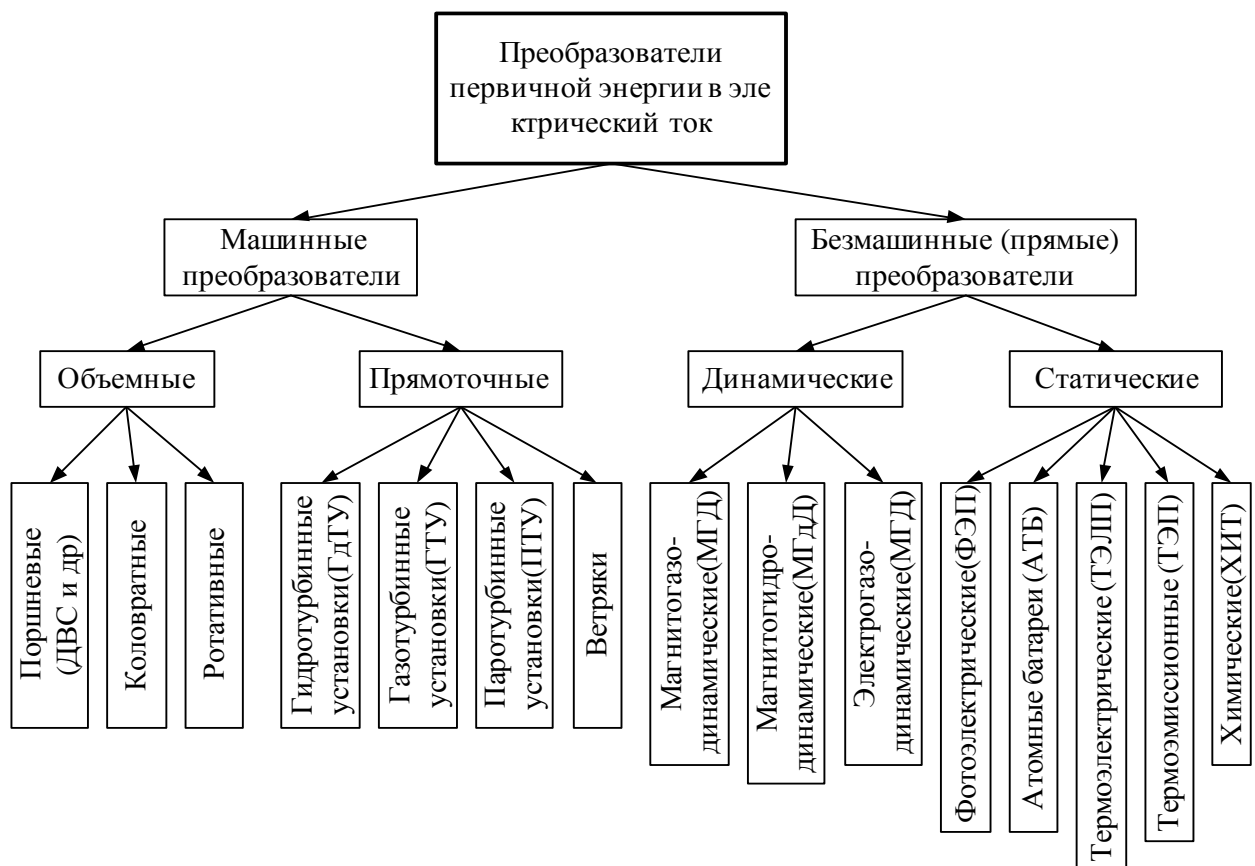 Преобразователи
первичной энергии в эле
ктрический ток
Машинные
преобразователи
Безмашинные (прямые)
преобразователи
Объемные
Прямоточные
Динамические
Статические
Поршневые
(ДВС и др)
Коловратные
Ротативные
Гидротурбинные
установки(ГдТУ)
Газотурбинные
установки(ГТУ)
Паротурбинные
установки(ПТУ)
Ветряки
Магнитогазо-
динамические(МГД)
Магнитогидро-
динамические(МГдД)
Электрогазо-
динамические(МГД)
Фотоэлектрические(ФЭП)
Атомные батареи (АТБ)
Термоэлектрические (ТЭЛП)
Термоэмиссионные (ТЭП)
Химические(ХИТ)